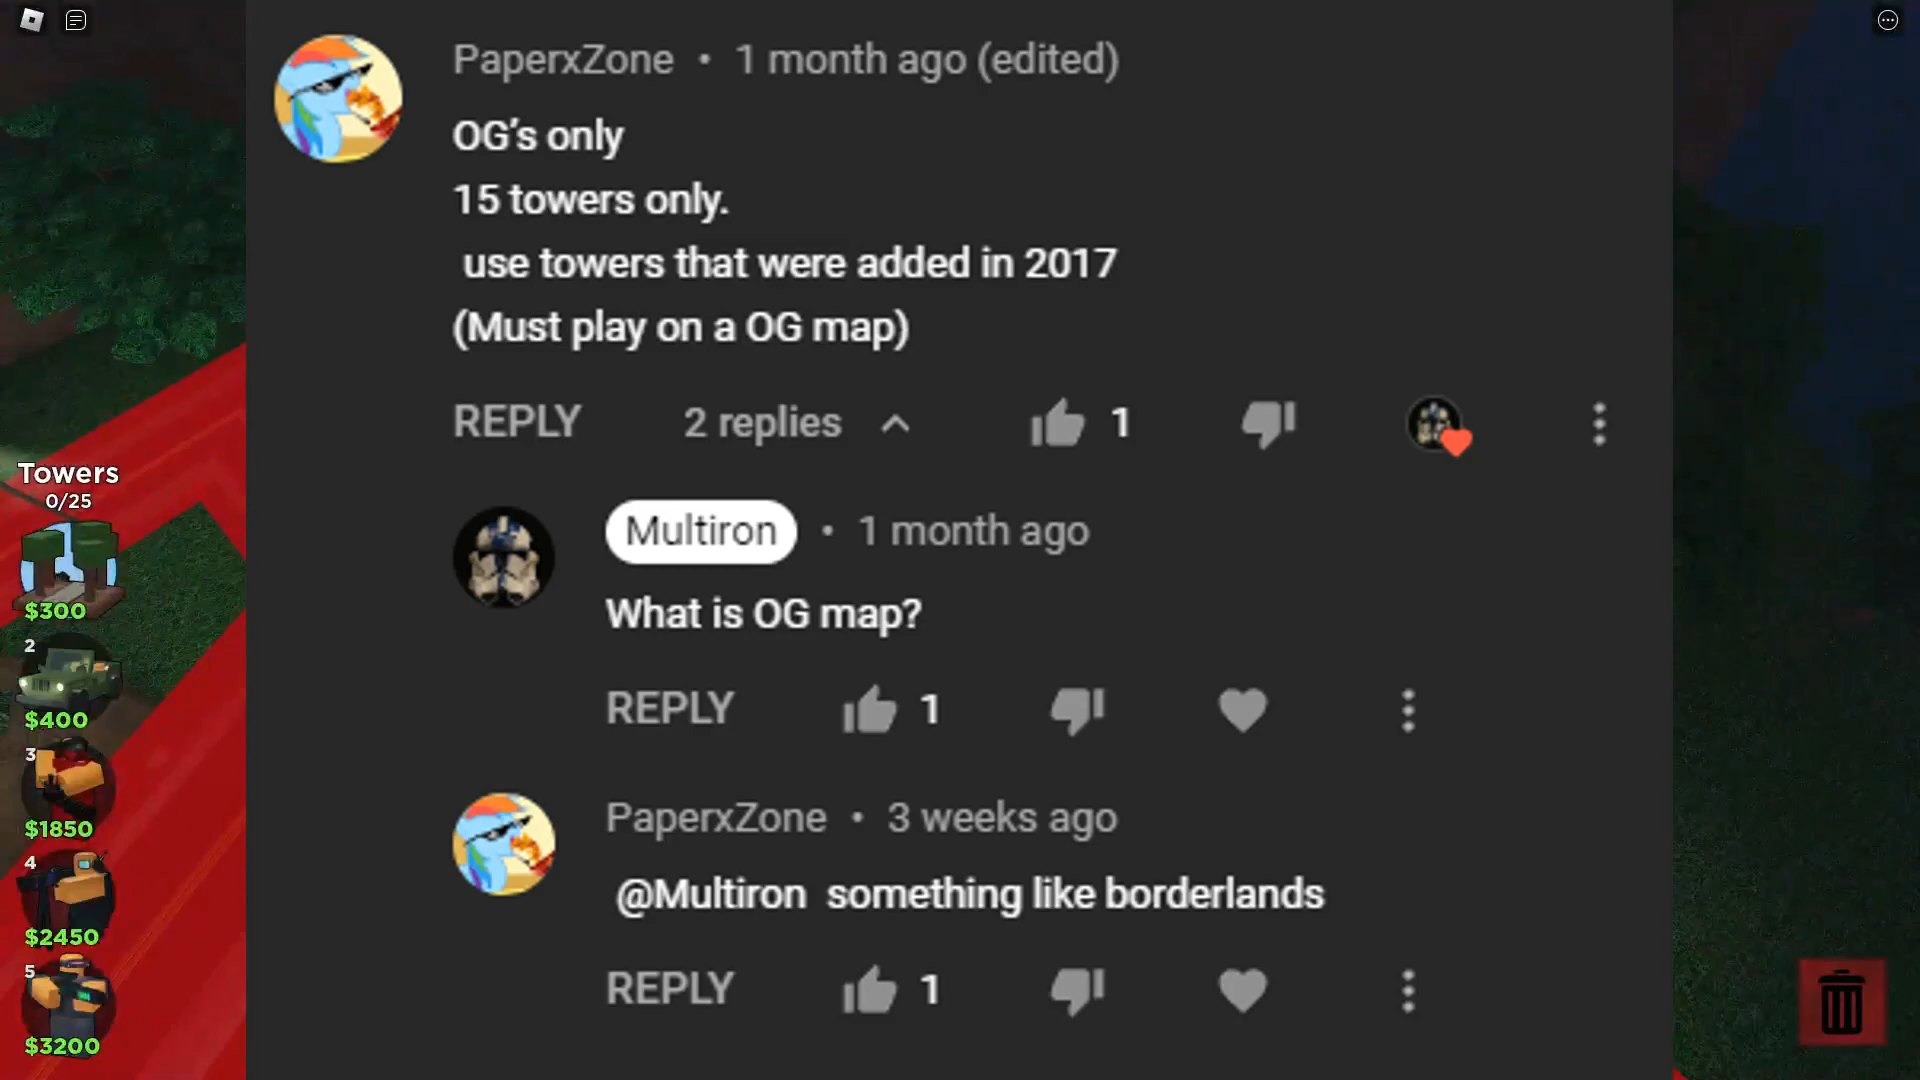 PaperxZone • 1 month ago (edited)
OG's only
15 towers only.
use towers that were added in 2017
(Must play on a OG map)
REPLY 2 replies 1
Multiron • 1 month ago
What is OG map?
REPLY 1
PaperxZone • 3 weeks ago
@Multiron something like borderlands
REPLY 1
Towers
0/25
$300
2
$400
3
$1850
4
$2450
5
$3200